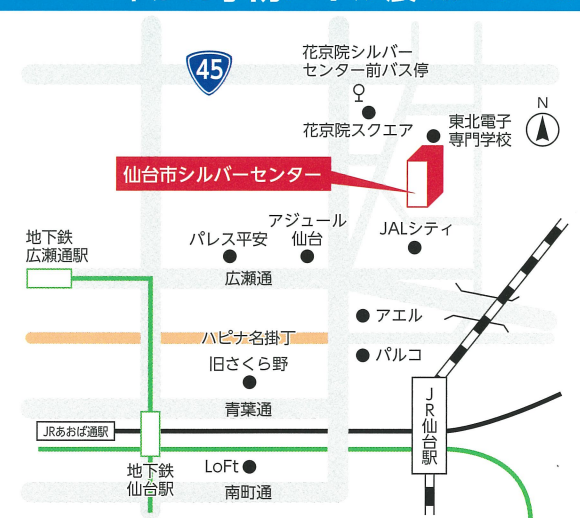 45
花京院シルバー
センター前バス停
花京院スクエア
東北電子
専門学校
N
仙台市シルバーセンター
アジュール
仙台
パレス平安
JALシティ
地下鉄
広瀬通駅
広瀬通
アエル
ハピナ名掛丁
パルコ
旧さくら野
青葉通
JRあおば通駅
JR仙台駅
地下鉄
仙台駅
LoFt
南町通